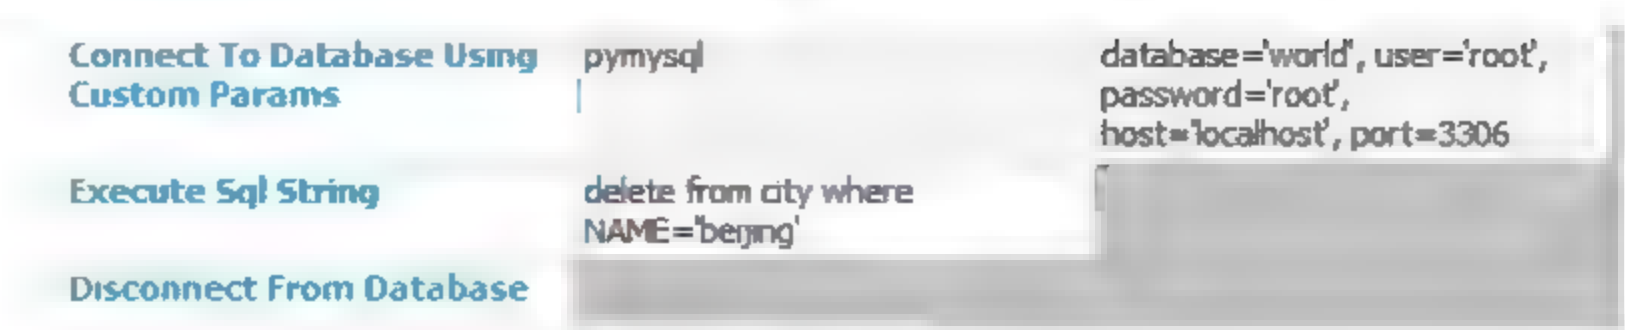 Connect To Database Using
Custom Params
pymysql
database='world', user='root',
password='root',
host='localhost', port=3306
Execute Sql String
delete from city where
NAME='beijing'
Disconnect From Database